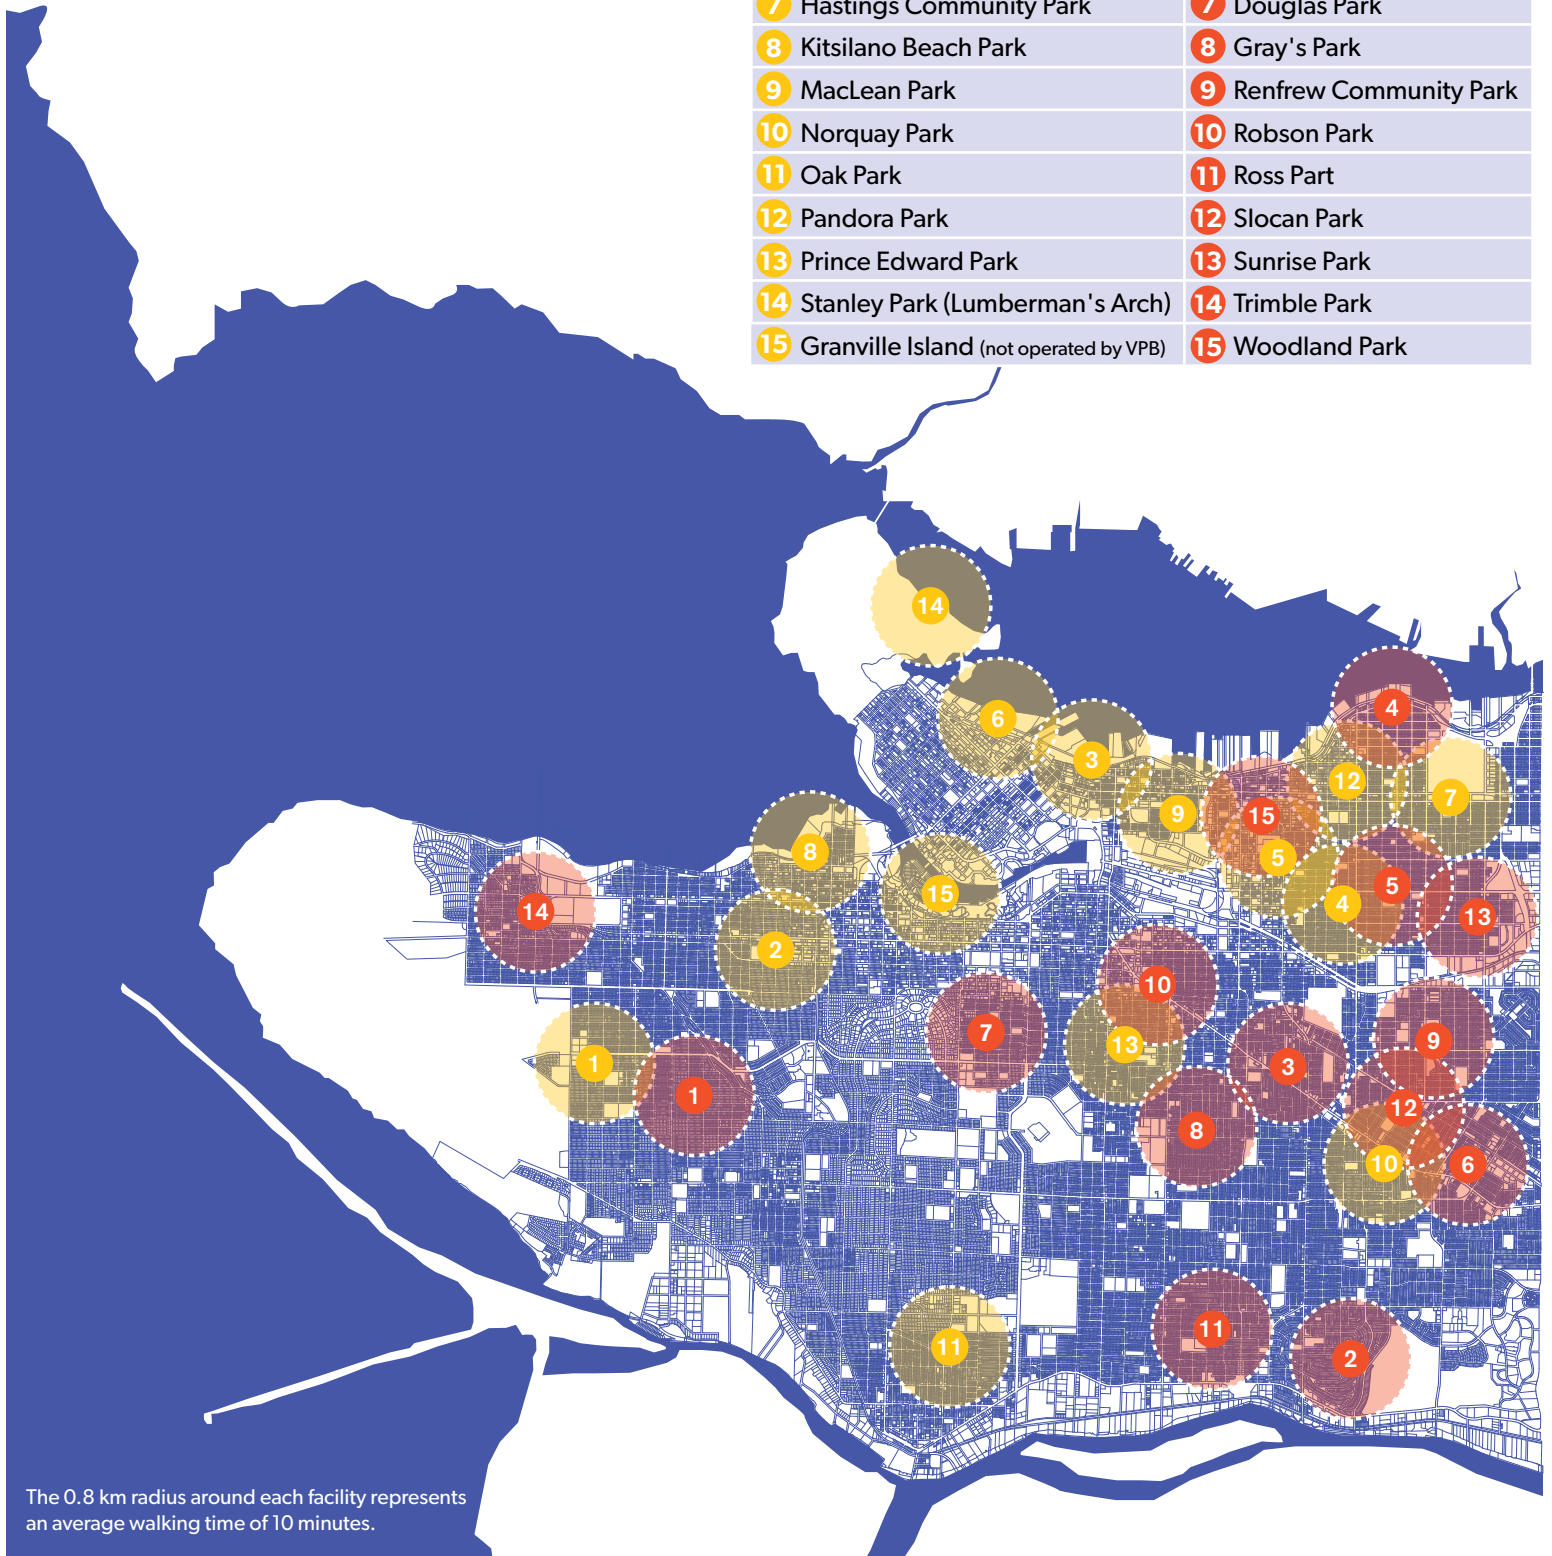 7 Hastings Community Park 7 Douglas Park
8 Kitsilano Beach Park 8 Gray's Park
9 MacLean Park 9 Renfrew Community Park
10 Norquay Park 10 Robson Park
11 Oak Park 11 Ross Part
12 Pandora Park 12 Slocan Park
13 Prince Edward Park 13 Sunrise Park
14 Stanley Park (Lumberman's Arch) 14 Trimble Park
15 Granville Island (not operated by VPB) 15 Woodland Park
14
6
4
3
12
7
9
15
8
5
5
15
4
14
13
2
10
7
9
13
1
3
1
12
8
10
6
11
11
2
The 0.8 km radius around each facility represents
an average walking time of 10 minutes.